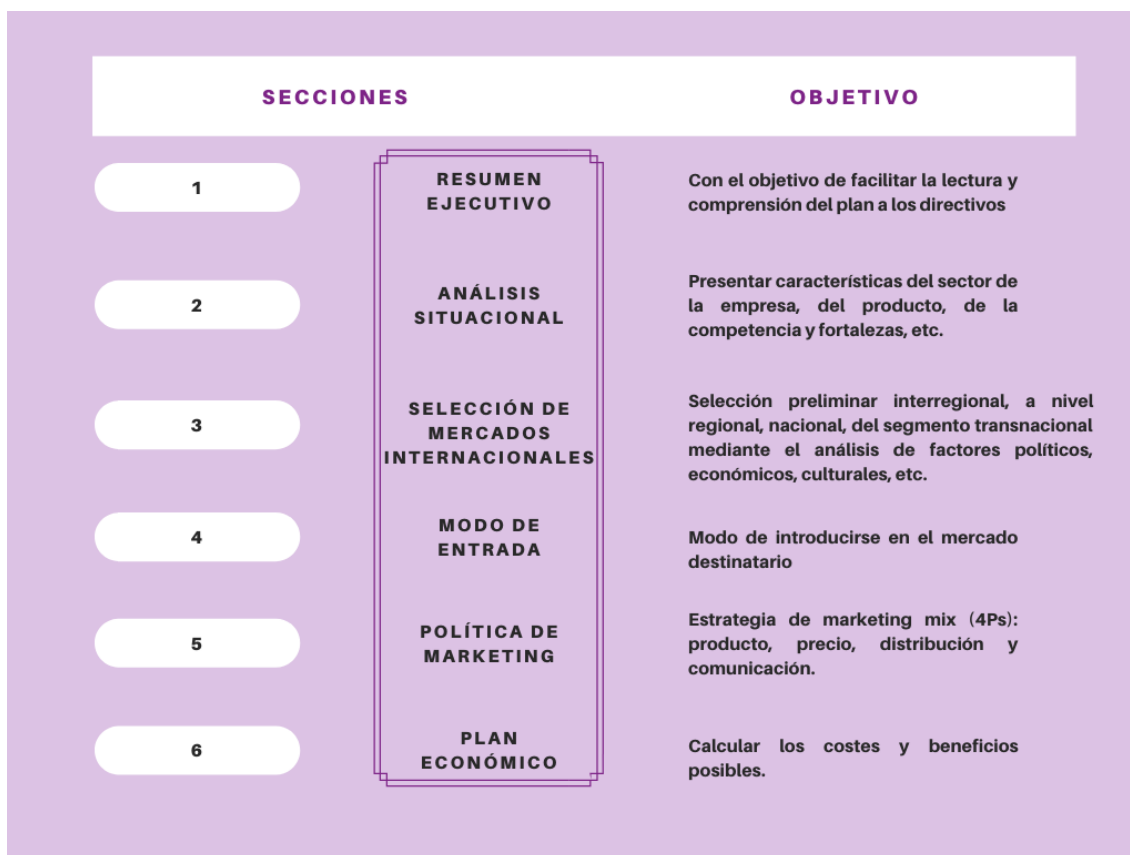 SECCIONES OBJETIVO
1
RESUMEN
EJECUTIVO
Con el objetivo de facilitar la lectura y
comprensión del plan a los directivos
2
ANÁLISIS
SITUACIONAL
Presentar características del sector de
la empresa, del producto, de la
competencia y fortalezas, etc.
3
SELECCIÓN DE
MERCADOS
INTERNACIONALES
Selección preliminar interregional, a nivel
regional, nacional, del segmento transnacional
mediante el análisis de factores políticos,
económicos, culturales, etc.
4
MODO DE
ENTRADA
Modo de introducirse en el mercado
destinatario
5
POLÍTICA DE
MARKETING
Estrategia de marketing mix (4Ps):
producto, precio, distribución y
comunicación.
6
PLAN
ECONÓMICO
Calcular los costes y beneficios
posibles.